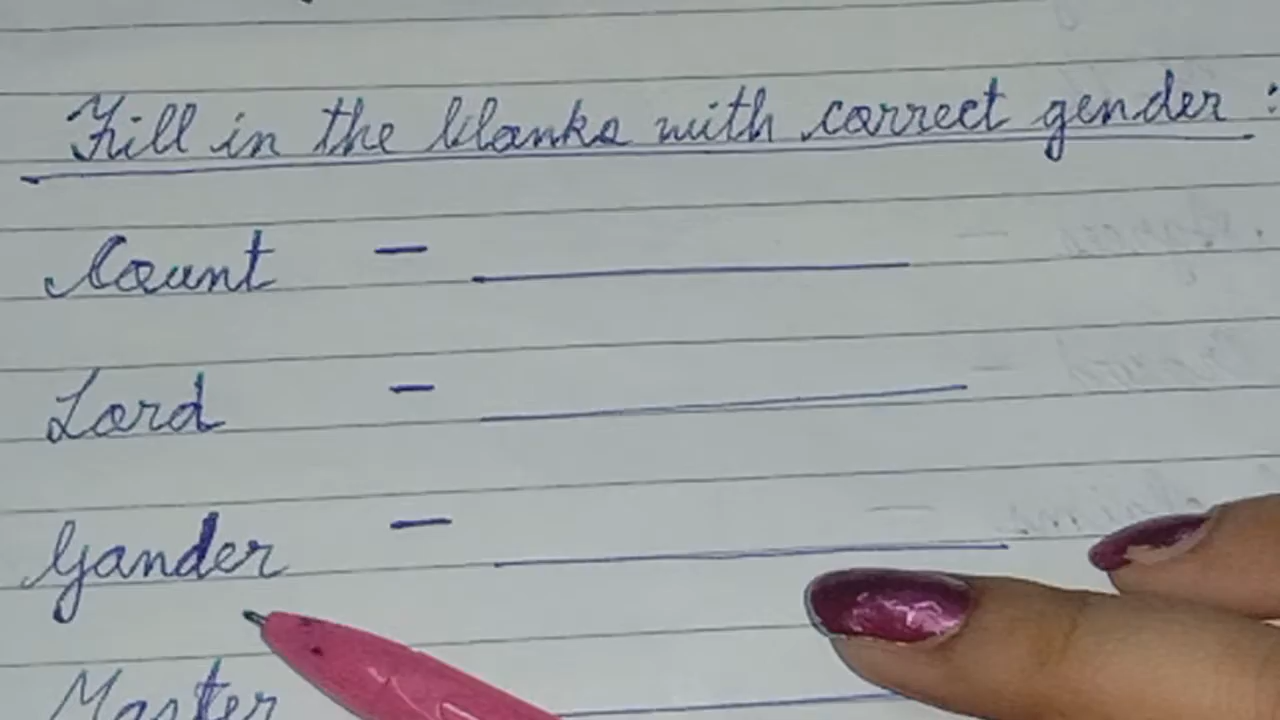 Fill in the blanks with correct gender :
Count -
Lord -
Gander -
Master